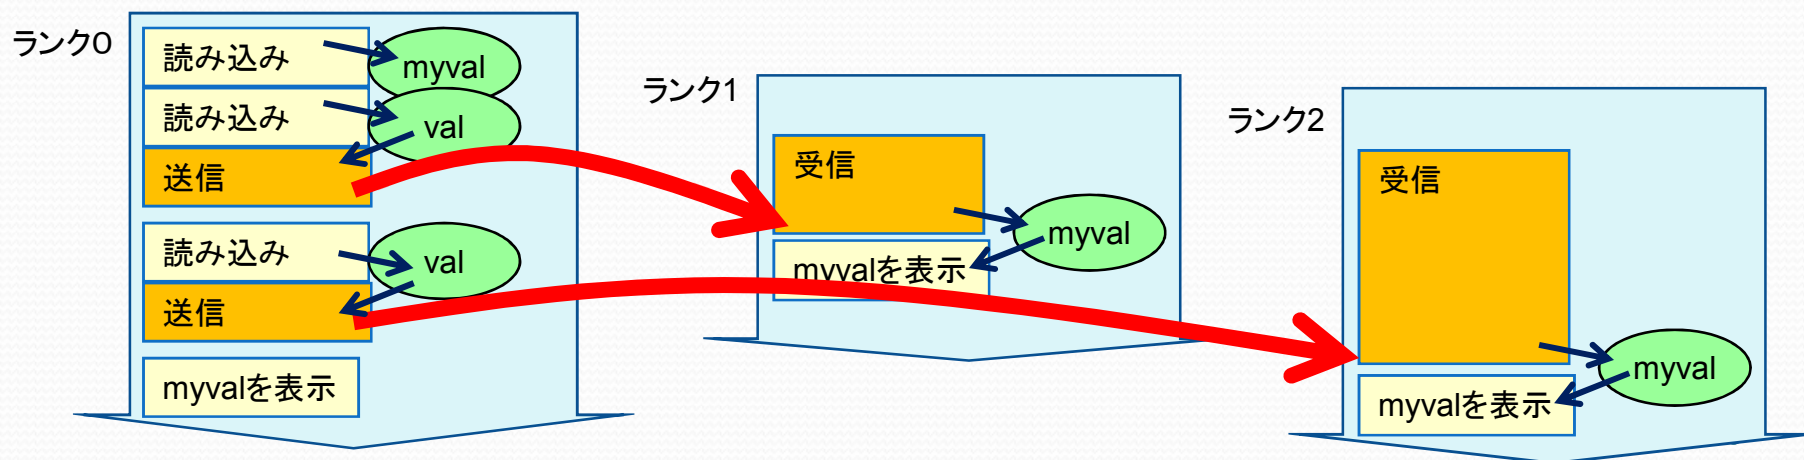 ランク0
読み込み
myval
読み込み
val
送信
読み込み
val
送信
myvalを表示
ランク1
受信
myval
myvalを表示
ランク2
受信
myval
myvalを表示